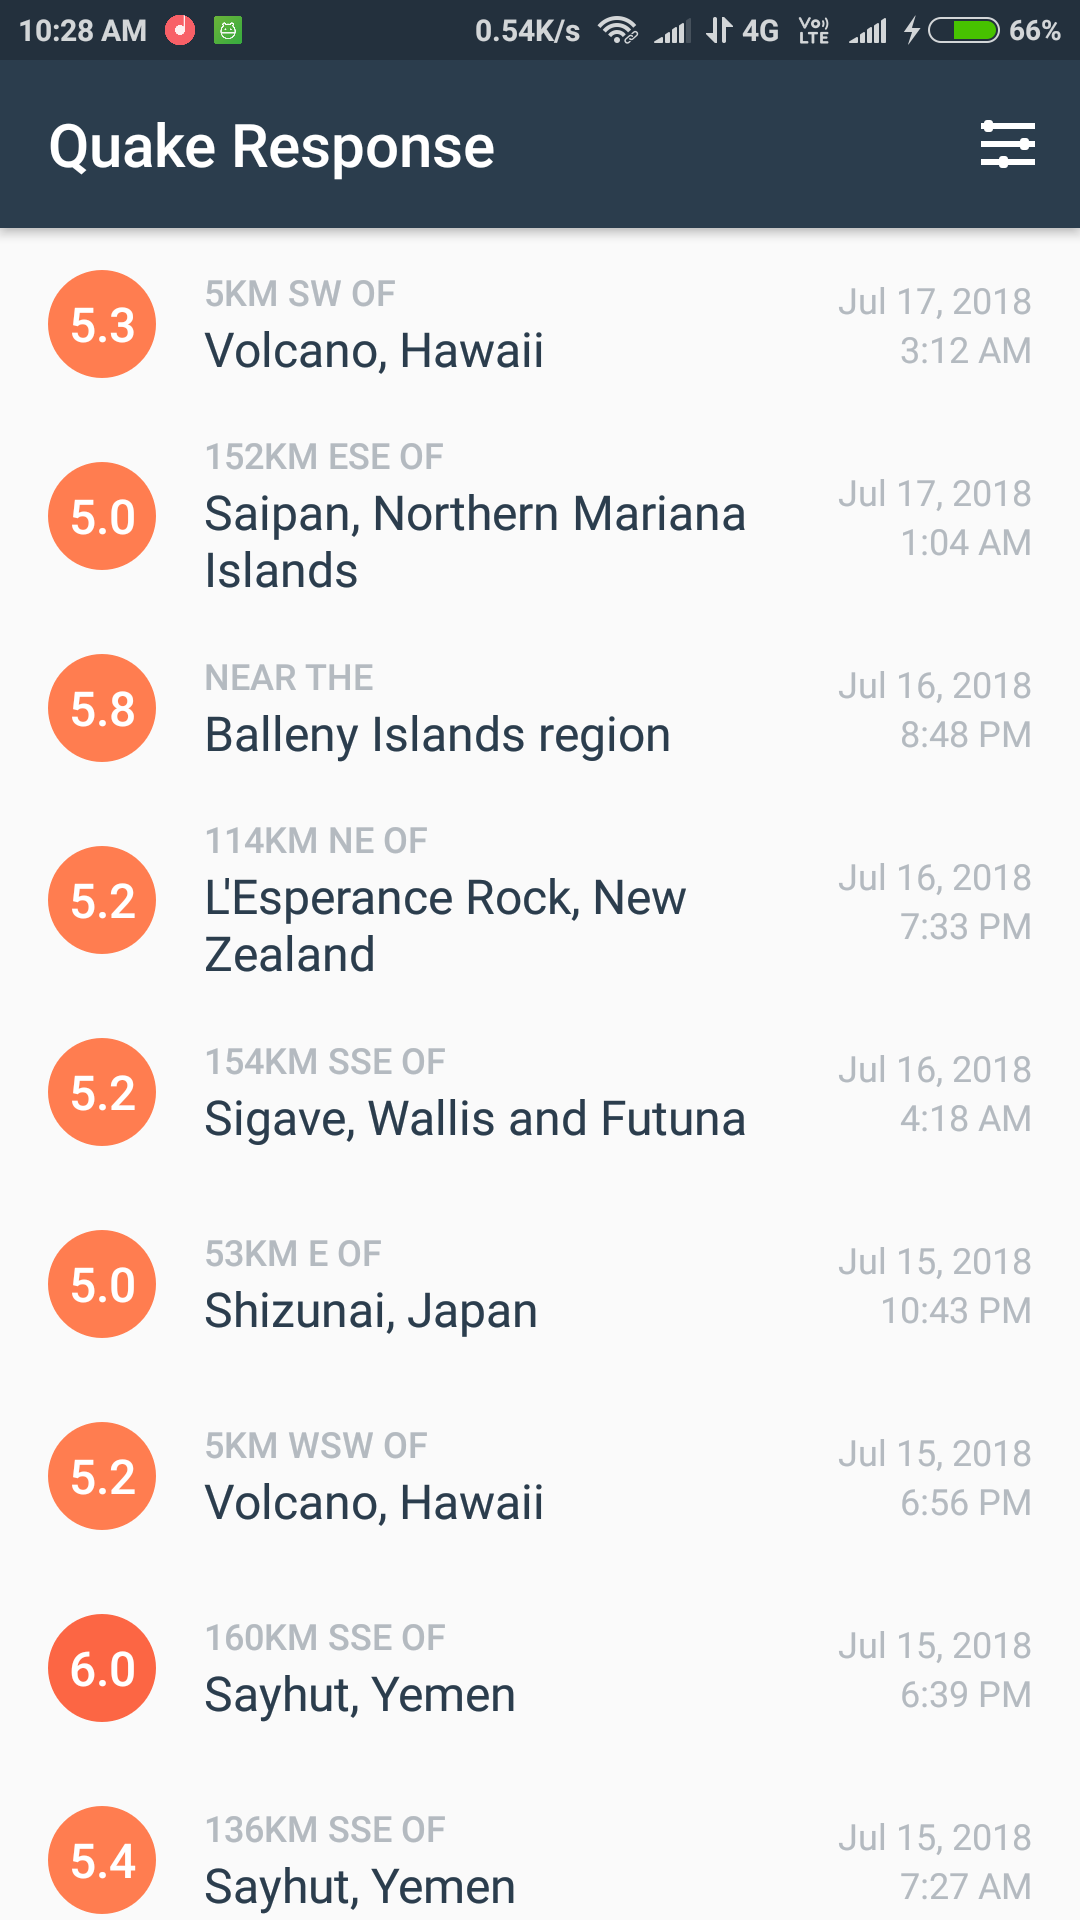 10:28 AM 0.54K/s 4G VoLTE 66%
Quake Response
5.3
5KM SW OF
Volcano, Hawaii
Jul 17, 2018
3:12 AM
5.0
152KM ESE OF
Saipan, Northern Mariana
Islands
Jul 17, 2018
1:04 AM
5.8
NEAR THE
Balleny Islands region
Jul 16, 2018
8:48 PM
5.2
114KM NE OF
L'Esperance Rock, New
Zealand
Jul 16, 2018
7:33 PM
5.2
154KM SSE OF
Sigave, Wallis and Futuna
Jul 16, 2018
4:18 AM
5.0
53KM E OF
Shizunai, Japan
Jul 15, 2018
10:43 PM
5.2
5KM WSW OF
Volcano, Hawaii
Jul 15, 2018
6:56 PM
6.0
160KM SSE OF
Sayhut, Yemen
Jul 15, 2018
6:39 PM
5.4
136KM SSE OF
Sayhut, Yemen
Jul 15, 2018
7:27 AM